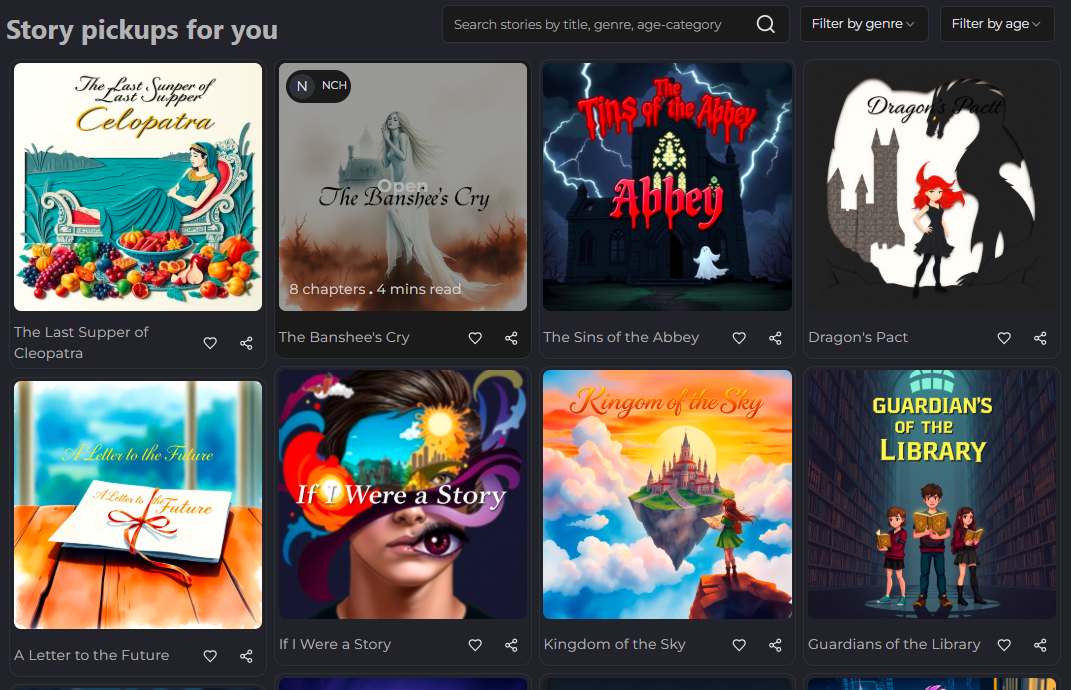 Story pickups for you
Search stories by title, genre, age-category
Filter by genre
Filter by age
The Last Sunper of
Last Supper
Celopatra
The Last Supper of
Cleopatra
N NCH
Open
The Banshee's Cry
8 chapters . 4 mins read
The Banshee's Cry
The
Tins of the Abbey
Abbey
The Sins of the Abbey
Dragon's Pactt
Dragon's Pact
A Letter to the Future
A Letter to the
Future
A Letter to the Future
If I Were a Story
If I Were a Story
Kingom of the Sky
Kingdom of the Sky
GUARDIAN'S
OF THE
LIBRARY
Guardians of the Library